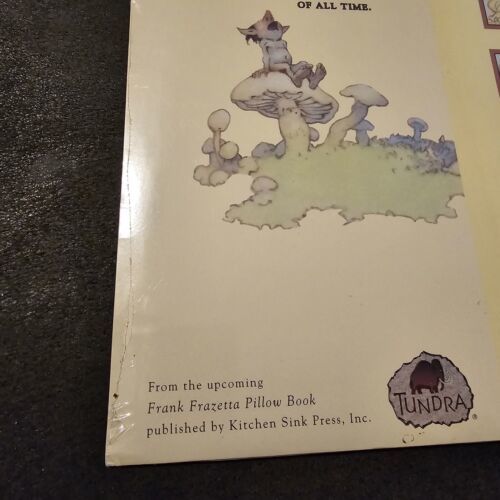 OF ALL TIME.
From the upcoming
Frank Frazetta Pillow Book
published by Kitchen Sink Press, Inc.
TUNDRA
®